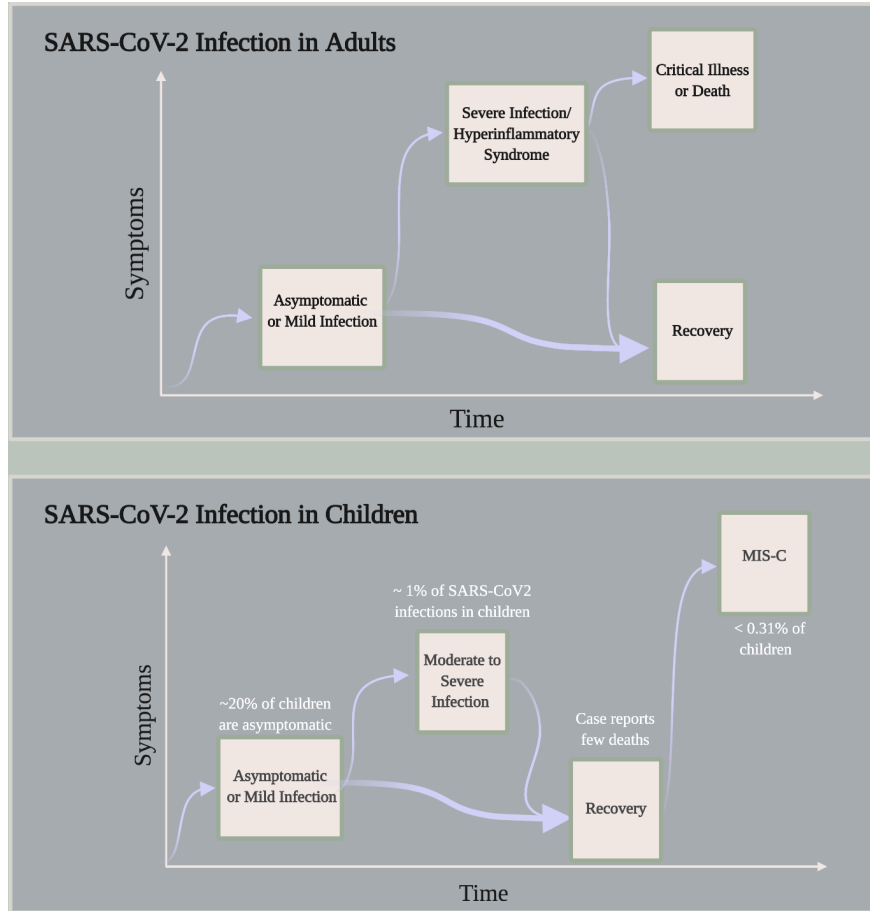 SARS-CoV-2 Infection in Adults
Critical Illness
or Death
Severe Infection/
Hyperinflammatory
Syndrome
Symptoms
Asymptomatic
or Mild Infection
Recovery
Time
SARS-CoV-2 Infection in Children
MIS-C
< 0.31% of
children
~ 1% of SARS-CoV2
infections in children
Moderate to
Severe
Infection
Symptoms
~20% of children
are asymptomatic
Asymptomatic
or Mild Infection
Case reports
few deaths
Recovery
Time